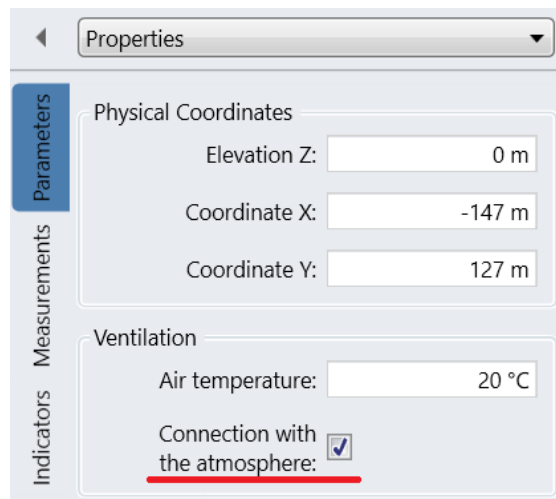 Properties
Parameters
Measurements
Indicators
Physical Coordinates
Elevation Z: 0 m
Coordinate X: -147 m
Coordinate Y: 127 m
Ventilation
Air temperature: 20 °C
Connection with
the atmosphere: